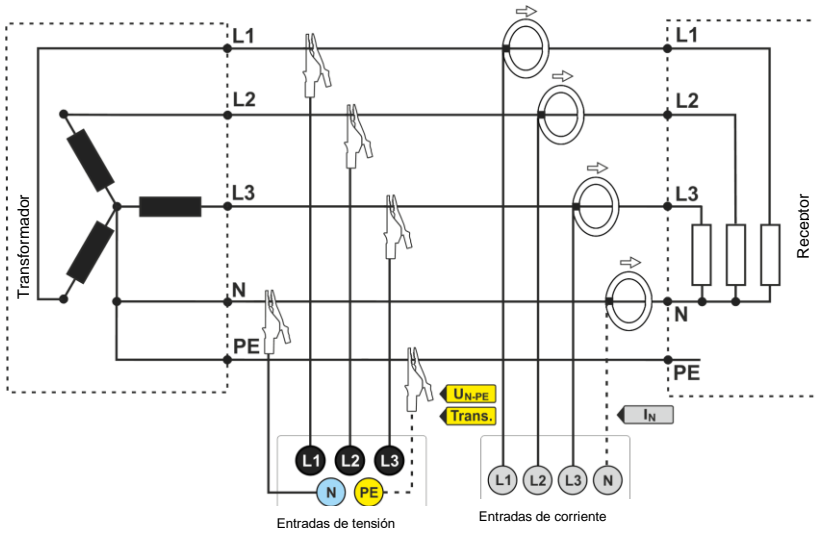 L1
L1
L2
L2
L3
L3
Transformador
Receptor
N
N
PE
PE
UN-PE
Trans.
IN
L1 L2 L3
N PE
L1 L2 L3 N
Entradas de tensión
Entradas de corriente